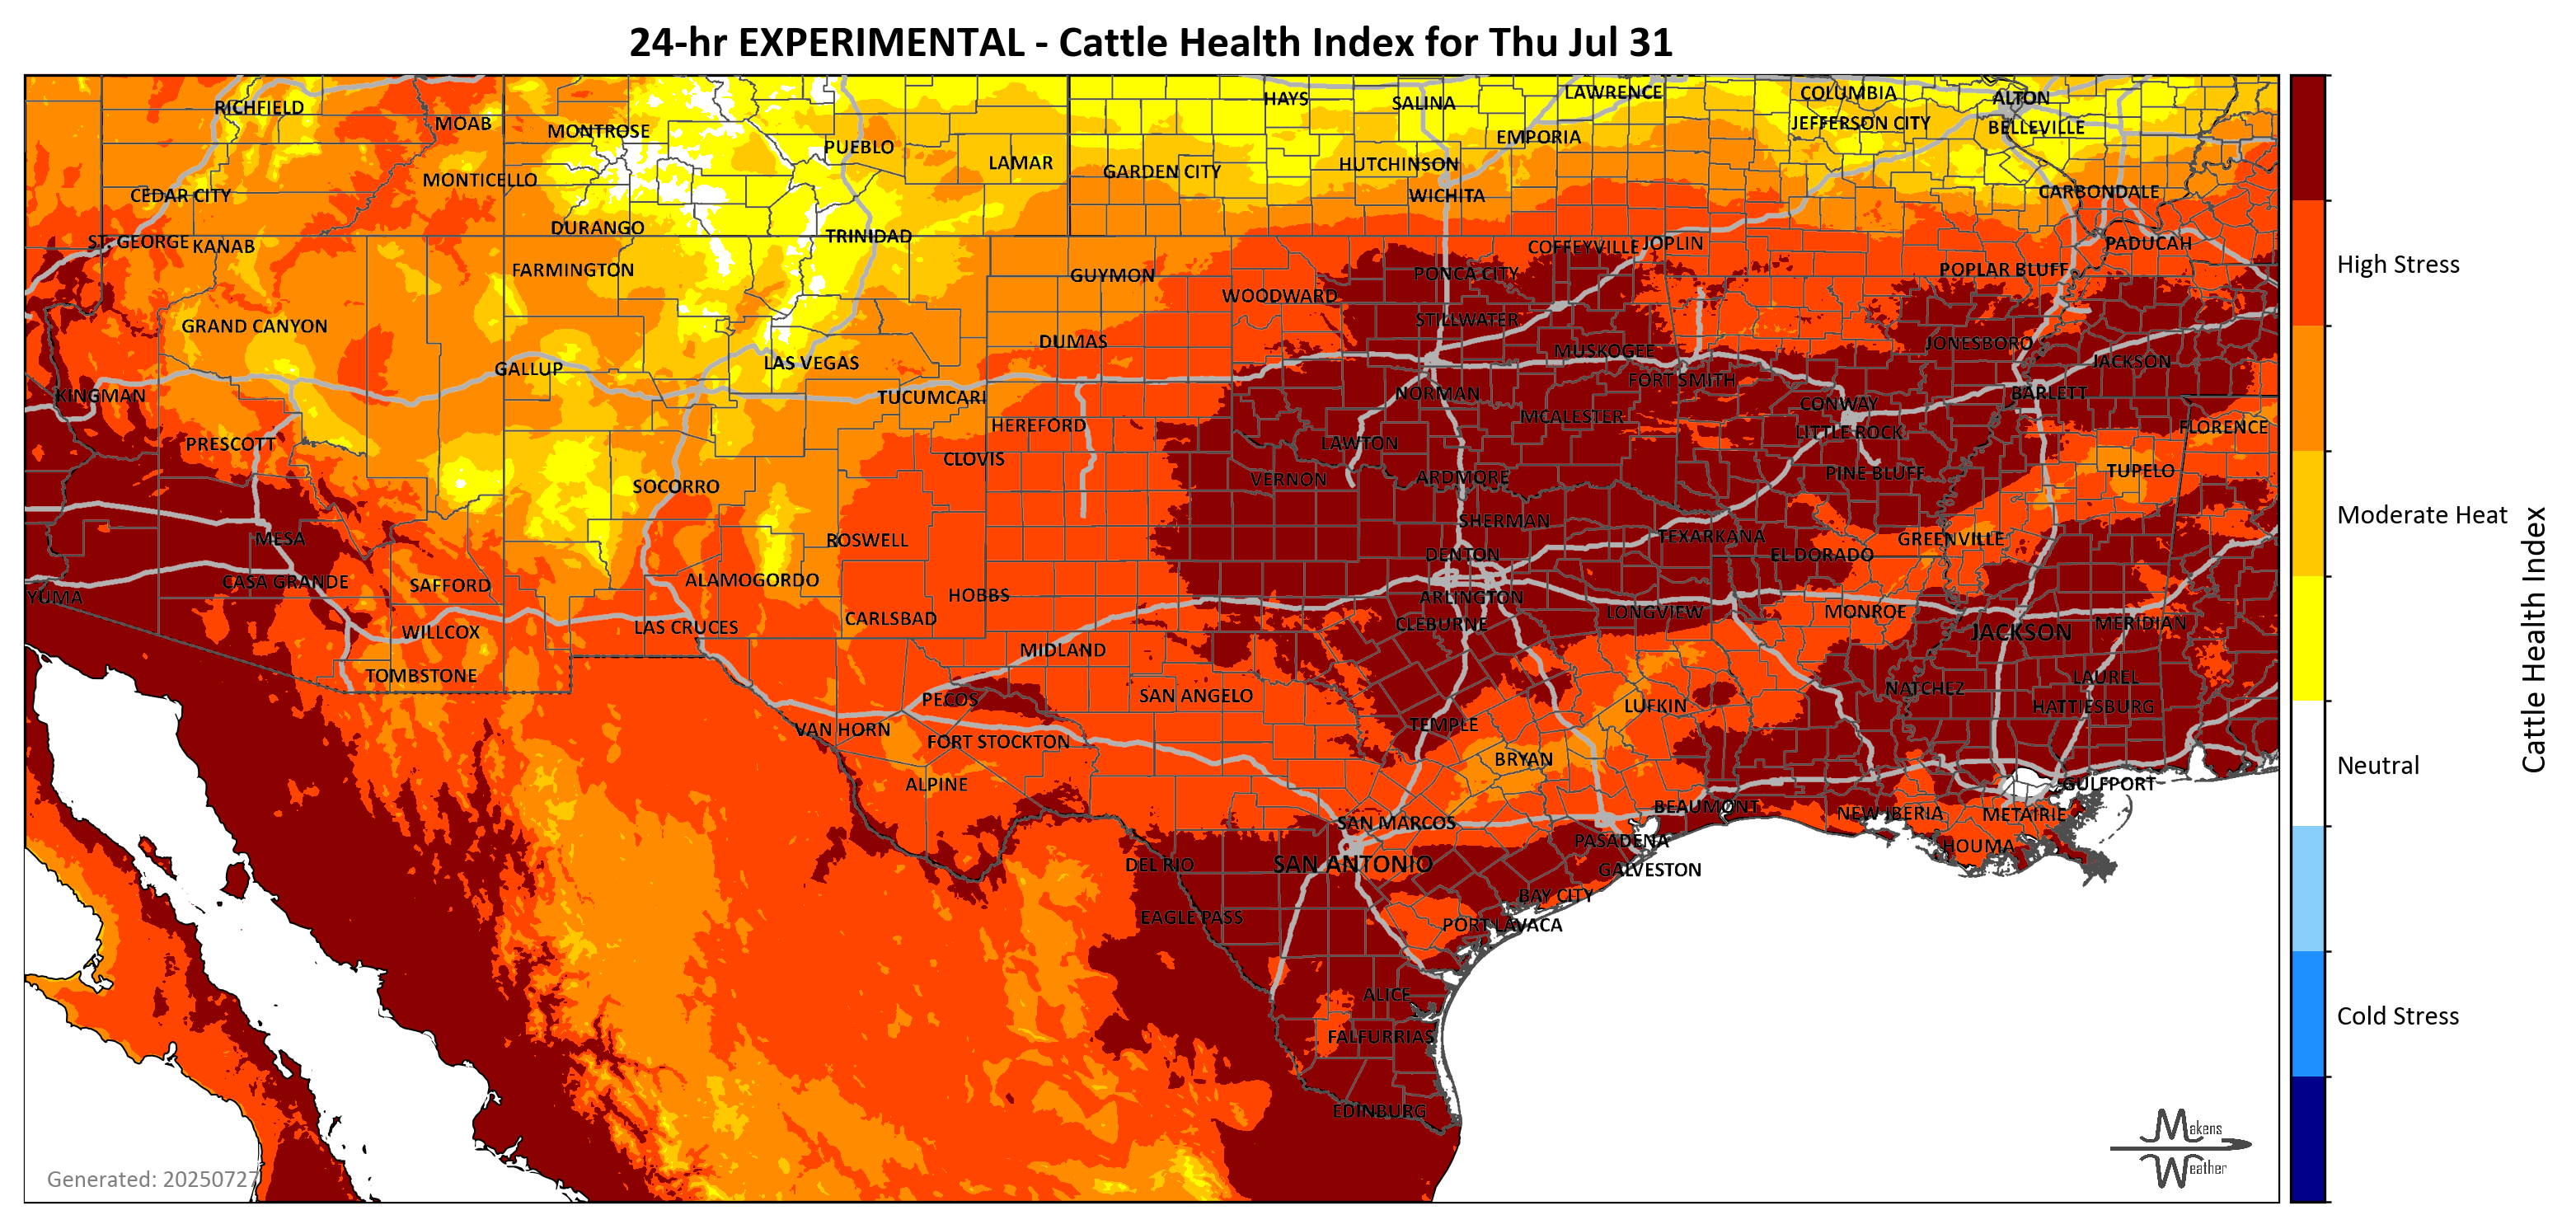 24-hr EXPERIMENTAL - Cattle Health Index for Thu Jul 31
RICHFIELD
MOAB
MONTROSE
PUEBLO
LAMAR
HAYS
SALINA
LAWRENCE
COLUMBIA
ALTON
JEFFERSON CITY
BELLEVILLE
EMPORIA
HUTCHINSON
GARDEN CITY
WICHITA
MONTICELLO
CEDAR CITY
CARBONDALE
DURANGO
TRINIDAD
ST. GEORGE
KANAB
COFFEYVILLE
JOPLIN
PADUCAH
FARMINGTON
GUYMON
PONCA CITY
POPLAR BLUFF
WOODWARD
GRAND CANYON
STILLWATER
DUMAS
MUSKOGEE
JONESBORO
JACKSON
GALLUP
LAS VEGAS
FORT SMITH
KINGMAN
TUCUMCARI
NORMAN
BARLETT
CONWAY
MCALESTER
HEREFORD
FLORENCE
LITTLE ROCK
PRESCOTT
LAWTON
CLOVIS
PINE BLUFF
TUPELO
VERNON
ARDMORE
SOCORRO
SHERMAN
TEXARKANA
MESA
ROSWELL
GREENVILLE
DENTON
EL DORADO
CASA GRANDE
SAFFORD
ALAMOGORDO
YUMA
HOBBS
ARLINGTON
LONGVIEW
MONROE
CARLSBAD
CLEBURNE
MERIDIAN
WILLCOX
LAS CRUCES
JACKSON
MIDLAND
TOMBSTONE
LAUREL
NATCHEZ
PECOS
SAN ANGELO
LUFKIN
HATTIESBURG
TEMPLE
VAN HORN
FORT STOCKTON
BRYAN
ALPINE
GULFPORT
BEAUMONT
NEW IBERIA
METAIRIE
SAN MARCOS
PASADENA
HOUMA
DEL RIO
SAN ANTONIO
GALVESTON
BAY CITY
EAGLE PASS
PORT LAVACA
ALICE
FALFURRIAS
EDINBURG
Generated: 20250727
Makens
Weather
High Stress
Moderate Heat
Neutral
Cold Stress
Cattle Health Index